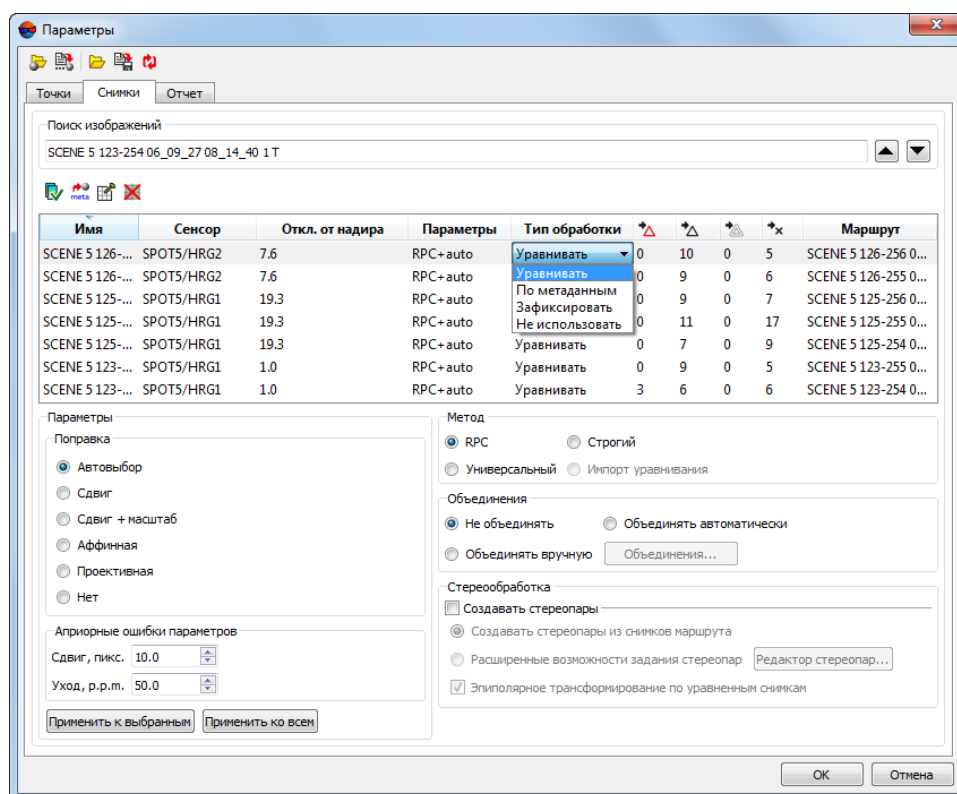 Параметры
Точки Снимки Отчет
Поиск изображений
SCENE 5 123-254 06_09_27 08_14_40 1 T
meta
Имя Сенсор Откл. от надира Параметры Тип обработки x Маршрут
SCENE 5 126-... SPOT5/HRG2 7.6 RPC+auto Уравнивать 0 10 0 5 SCENE 5 126-256 0...
SCENE 5 126-... SPOT5/HRG2 7.6 RPC+auto Уравнивать 0 9 0 6 SCENE 5 126-255 0...
SCENE 5 125-... SPOT5/HRG1 19.3 RPC+auto По метаданным 0 9 0 7 SCENE 5 125-256 0...
SCENE 5 125-... SPOT5/HRG1 19.3 RPC+auto Зафиксировать 0 11 0 17 SCENE 5 125-255 0...
Не использовать
SCENE 5 125-... SPOT5/HRG1 19.3 RPC+auto Уравнивать 0 7 0 9 SCENE 5 125-254 0...
SCENE 5 123-... SPOT5/HRG1 1.0 RPC+auto Уравнивать 0 9 0 5 SCENE 5 123-255 0...
SCENE 5 123-... SPOT5/HRG1 1.0 RPC+auto Уравнивать 3 6 0 6 SCENE 5 123-254 0...
Параметры
Поправка
Автовыбор
Сдвиг
Сдвиг + масштаб
Аффинная
Проективная
Нет
Априорные ошибки параметров
Сдвиг, пикс. 10.0
Уход, p.p.m. 50.0
Применить к выбранным Применить ко всем
Метод
RPC Строгий
Универсальный Импорт уравнивания
Объединения
Не объединять Объединять автоматически
Объединять вручную Объединения...
Стереообработка
Создавать стереопары
Создавать стереопары из снимков маршрута
Расширенные возможности задания стереопар Редактор стереопар...
Эпиполярное трансформирование по уравненным снимкам
OK Отмена